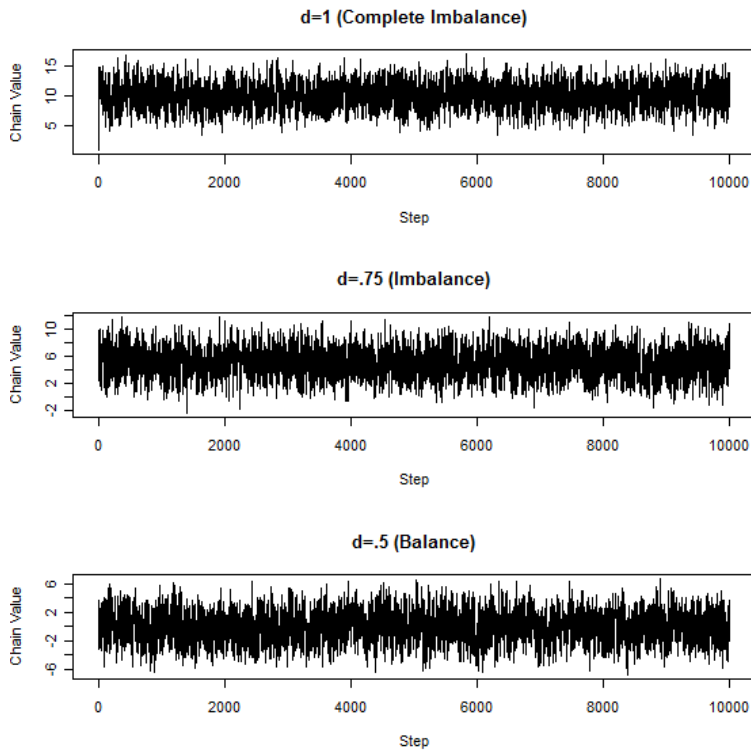 d=1 (Complete Imbalance)
Chain Value
15
10
5
0 2000 4000 6000 8000 10000
Step
d=.75 (Imbalance)
Chain Value
10
6
2
-2
0 2000 4000 6000 8000 10000
Step
d=.5 (Balance)
Chain Value
6
2
-2
-6
0 2000 4000 6000 8000 10000
Step